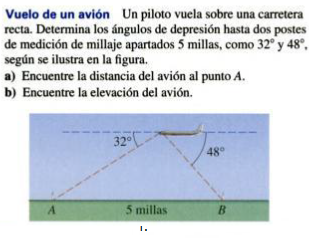 Vuelo de un avión Un piloto vuela sobre una carretera
recta. Determina los ángulos de depresión hasta dos postes
de medición de millaje apartados 5 millas, como 32° y 48°,
según se ilustra en la figura.
a) Encuentre la distancia del avión al punto A.
b) Encuentre la elevación del avión.
32°
48°
A 5 millas B